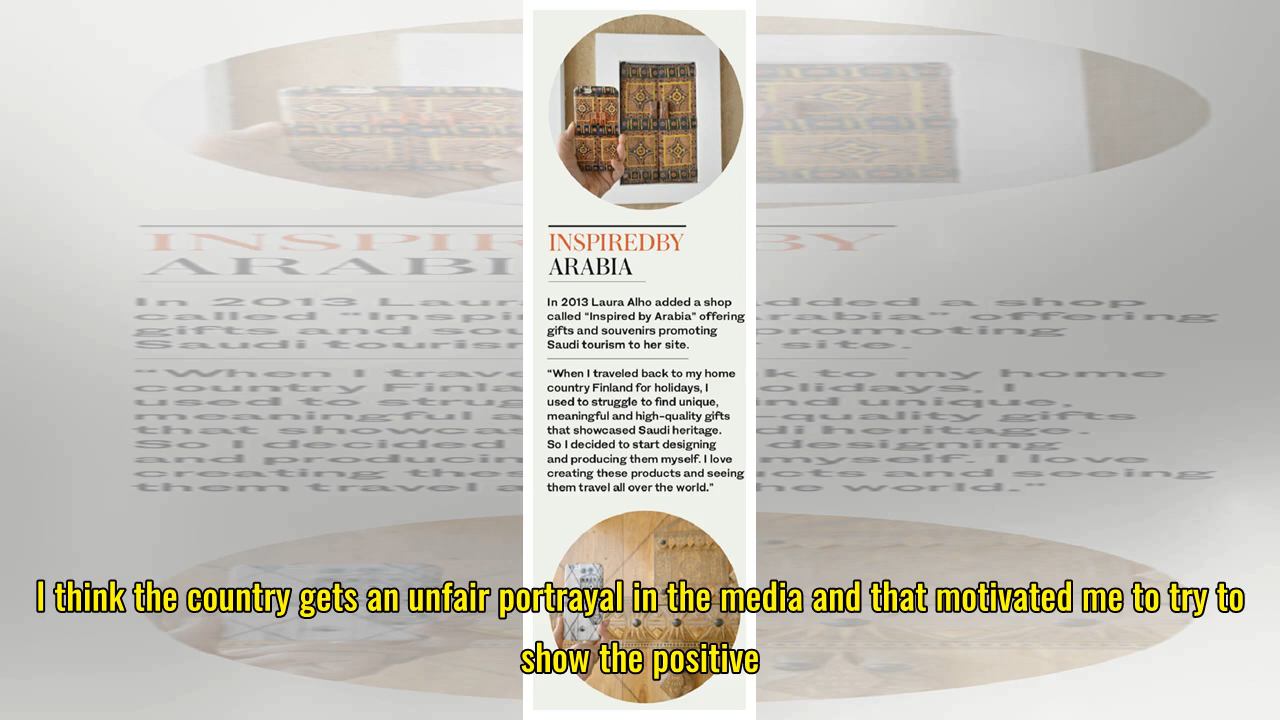 INSPIREDBY
ARABIA
In 2013 Laura Alho added a shop
called “Inspired by Arabia” offering
gifts and souvenirs promoting
Saudi tourism to her site.
“When I traveled back to my home
country Finland for holidays, I
used to struggle to find unique,
meaningful and high-quality gifts
that showcased Saudi heritage.
So I decided to start designing
and producing them myself. I love
creating these products and seeing
them travel all over the world.”
I think the country gets an unfair portrayal in the media and that motivated me to try to
show the positive